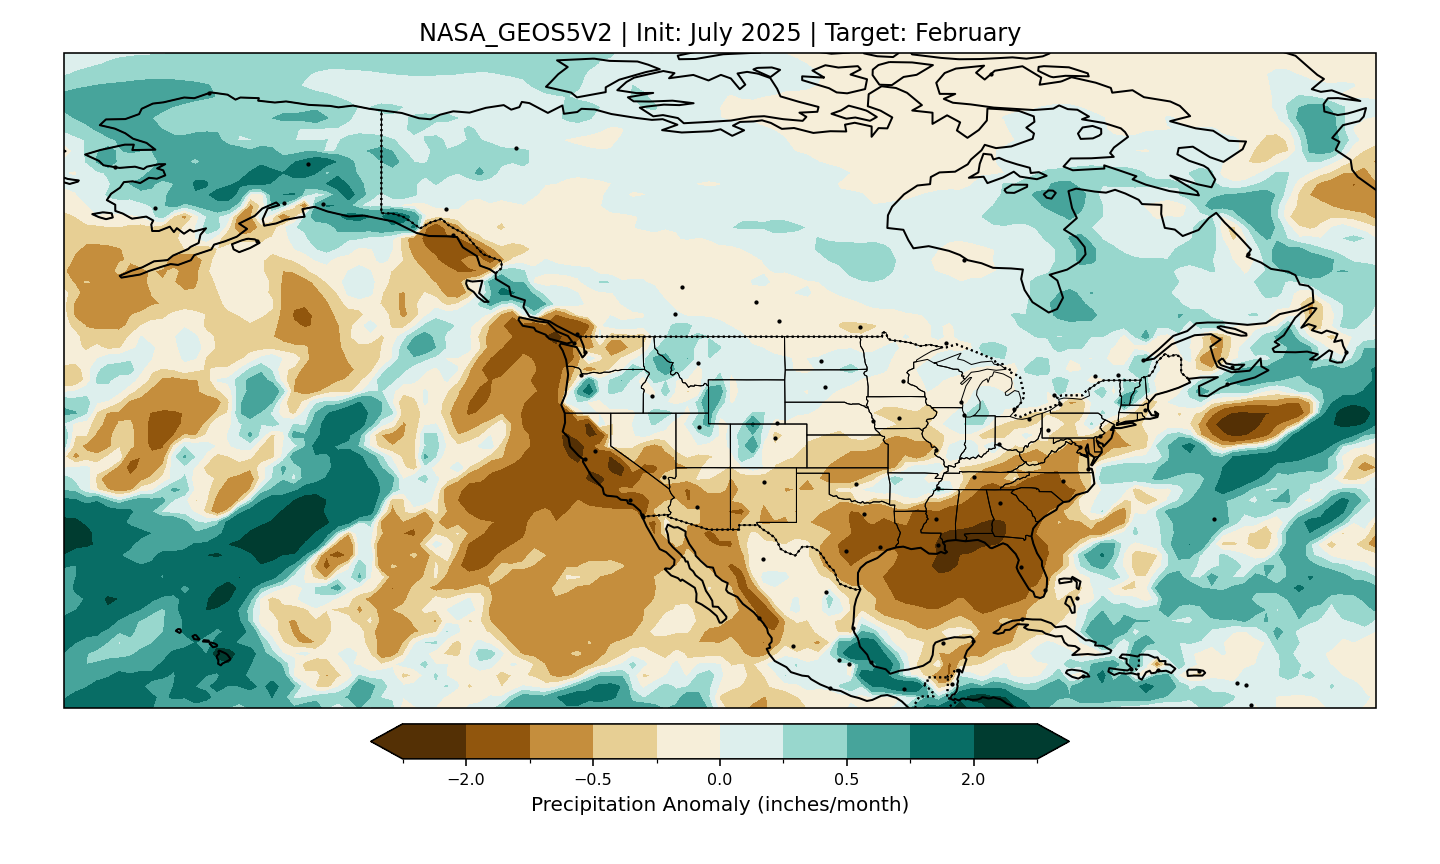 NASA_GEOS5V2 | Init: July 2025 | Target: February
−2.0 −0.5 0.0 0.5 2.0
Precipitation Anomaly (inches/month)